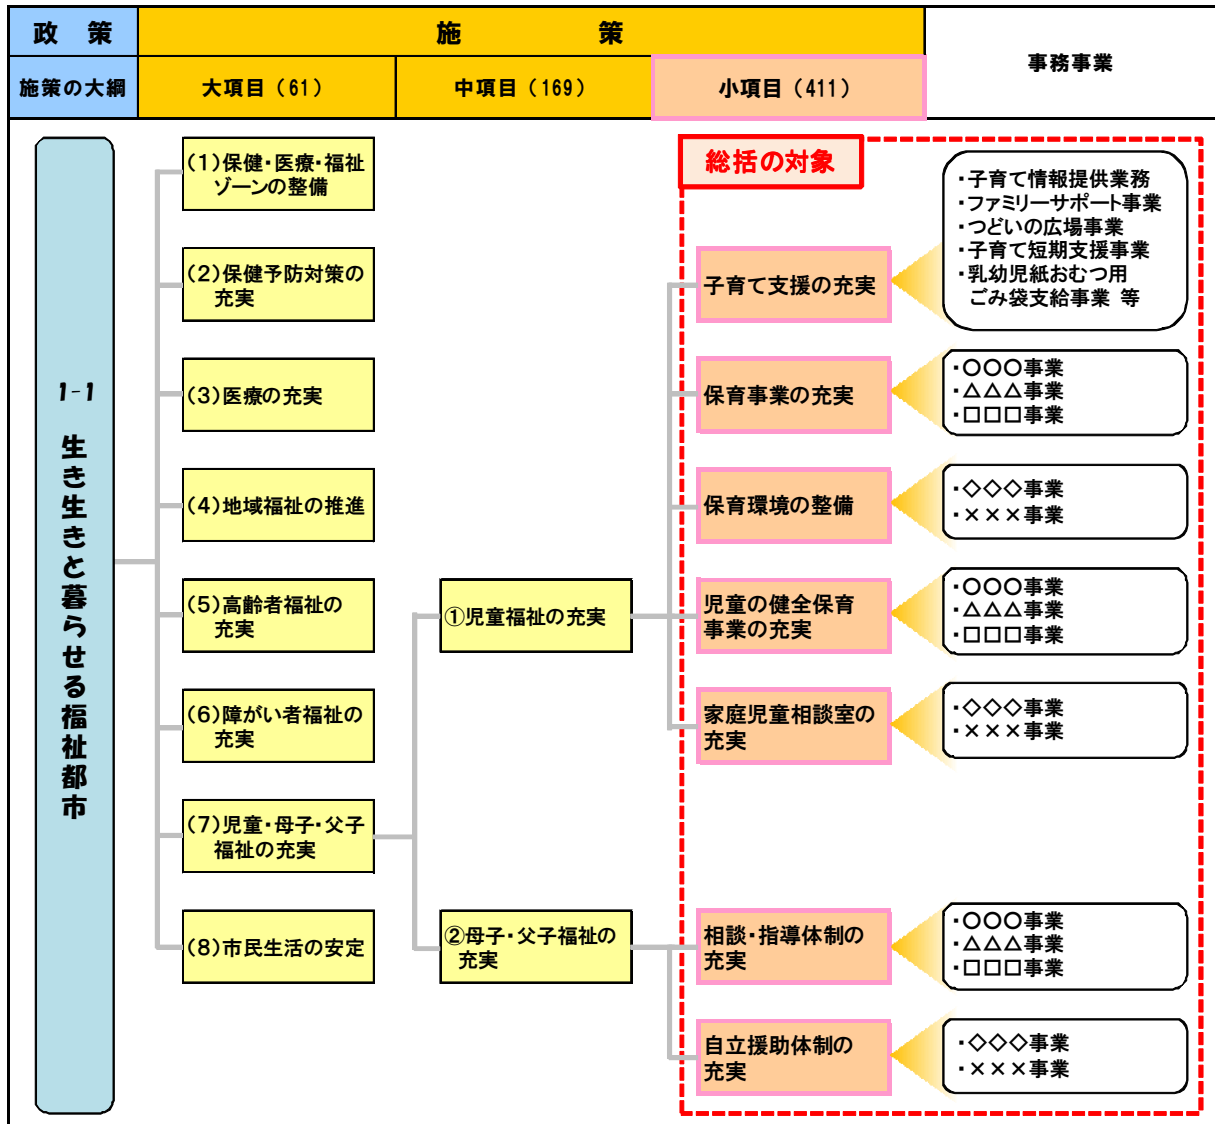 政　策
施　　　策
事務事業
施策の大綱
大項目（61）
中項目（169）
小項目（411）
1-1　生き生きと暮らせる福祉都市
(1)保健・医療・福祉
ゾーンの整備
(2)保健予防対策の
充実
(3)医療の充実
(4)地域福祉の推進
(5)高齢者福祉の
充実
(6)障がい者福祉の
充実
(7)児童・母子・父子
福祉の充実
(8)市民生活の安定
①児童福祉の充実
②母子・父子福祉の
充実
総括の対象
子育て支援の充実
・子育て情報提供業務
・ファミリーサポート事業
・つどいの広場事業
・子育て短期支援事業
・乳幼児紙おむつ用
ごみ袋支給事業 等
保育事業の充実
・○○○事業
・△△△事業
・□□□事業
保育環境の整備
・◇◇◇事業
・×××事業
児童の健全保育
事業の充実
・○○○事業
・△△△事業
・□□□事業
家庭児童相談室の
充実
・◇◇◇事業
・×××事業
相談・指導体制の
充実
・○○○事業
・△△△事業
・□□□事業
自立援助体制の
充実
・◇◇◇事業
・×××事業